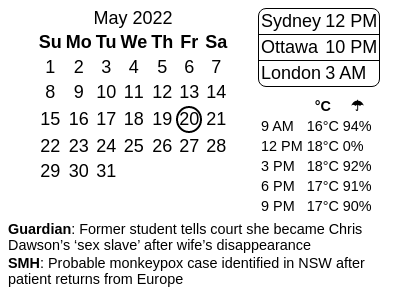 May 2022
Su Mo Tu We Th Fr Sa
1 2 3 4 5 6 7
8 9 10 11 12 13 14
15 16 17 18 19 20 21
22 23 24 25 26 27 28
29 30 31
Sydney 12 PM
Ottawa 10 PM
London 3 AM
°C ☂
9 AM 16°C 94%
12 PM 18°C 0%
3 PM 18°C 92%
6 PM 17°C 91%
9 PM 17°C 90%
Guardian: Former student tells court she became Chris
Dawson’s ‘sex slave’ after wife’s disappearance
SMH: Probable monkeypox case identified in NSW after
patient returns from Europe